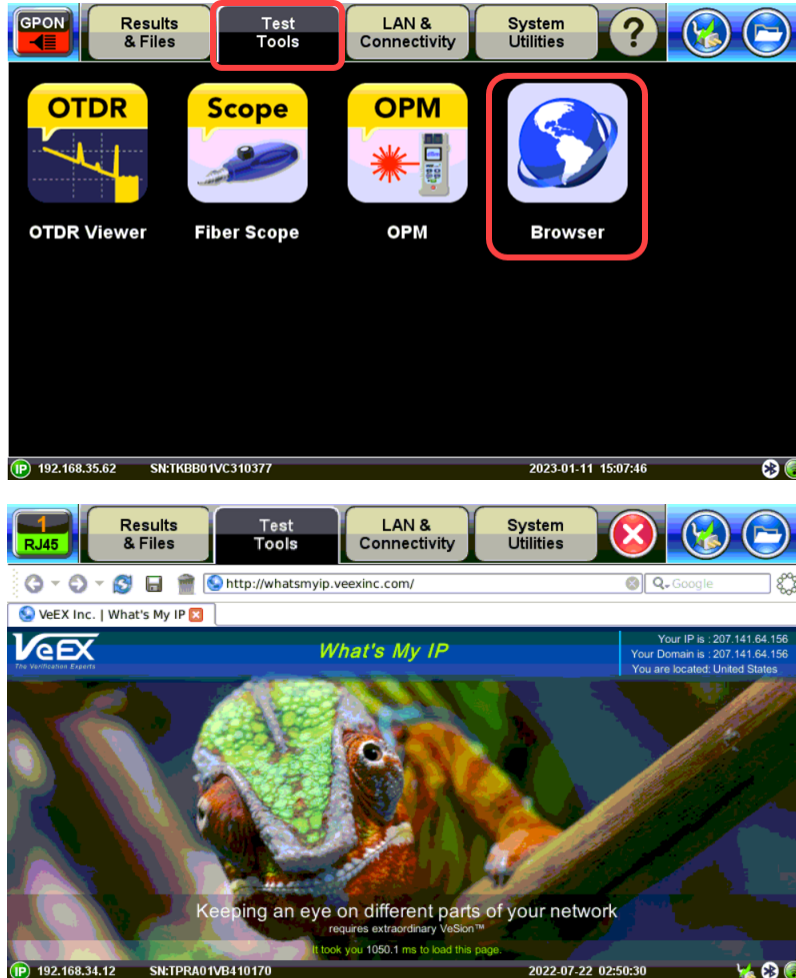 GPON
Results
& Files
Test
Tools
LAN &
Connectivity
System
Utilities
?
OTDR
Scope
OPM
OTDR Viewer
Fiber Scope
OPM
Browser
IP 192.168.35.62 SN:TKBB01VC310377 2023-01-11 15:07:46
1
RJ45
Results
& Files
Test
Tools
LAN &
Connectivity
System
Utilities
http://whatsmyip.veexinc.com/
Google
VeEX Inc. | What's My IP
VeEX
The Verification Experts
What's My IP
Your IP is : 207.141.64.156
Your Domain is : 207.141.64.156
You are located: United States
Keeping an eye on different parts of your network
requires extraordinary VeSion™
It took you 1050.1 ms to load this page.
IP 192.168.34.12 SN:TPRA01VB410170 2022-07-22 02:50:30